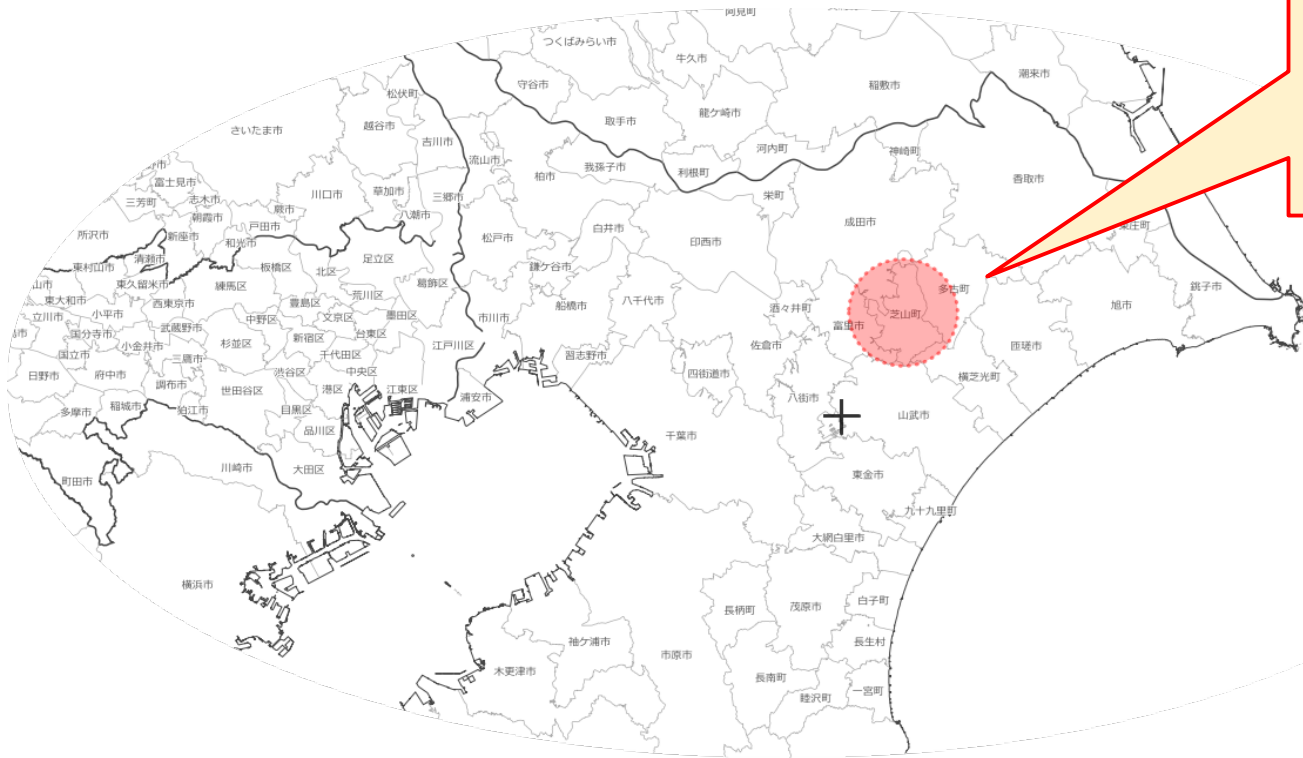 阿見町
つくばみらい市
牛久市
潮来市
守谷市
稲敷市
松伏町
龍ケ崎市
取手市
越谷市
さいたま市
吉川市
河内町
神崎町
流山市
我孫子市
利根町
柏市
香取市
富士見市
川口市
草加市
三郷市
栄町
志木市
三芳町
蕨市
朝霞市
八潮市
成田市
戸田市
東庄町
白井市
所沢市
新座市
和光市
松戸市
印西市
清瀬市
足立区
東村山市
板橋区
北区
鎌ケ谷市
東久留米市
練馬区
葛飾区
銚子市
多古町
荒川区
東大和市
西東京市
豊島区
八千代市
旭市
船橋市
酒々井町
小平市
墨田区
文京区
芝山町
立川市
中野区
市川市
富里市
武蔵野市
国分寺市
台東区
新宿区
杉並区
小金井市
江戸川区
佐倉市
匝瑳市
国立市
千代田区
習志野市
三鷹市
中央区
渋谷区
四街道市
日野市
府中市
横芝光町
調布市
港区
江東区
世田谷区
浦安市
八街市
稲城市
狛江市
目黒区
多摩市
山武市
品川区
千葉市
川崎市
大田区
東金市
町田市
九十九里町
大網白里市
横浜市
白子町
長柄町
茂原市
袖ケ浦市
長生村
市原市
木更津市
長南町
一宮町
睦沢町